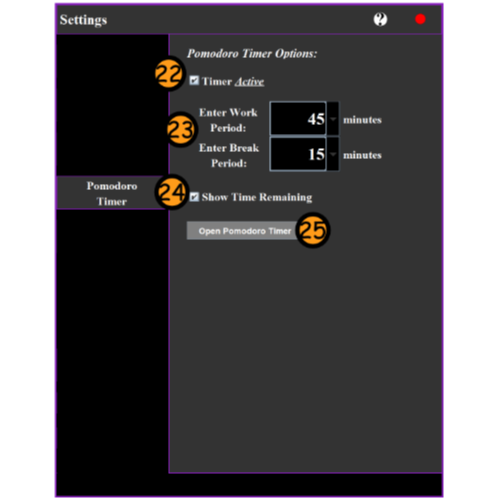 Settings ?
Pomodoro Timer Options:
22 Timer Active
23 Enter Work Period: 45 minutes
Enter Break Period: 15 minutes
Pomodoro Timer
24 Show Time Remaining
Open Pomodoro Timer 25